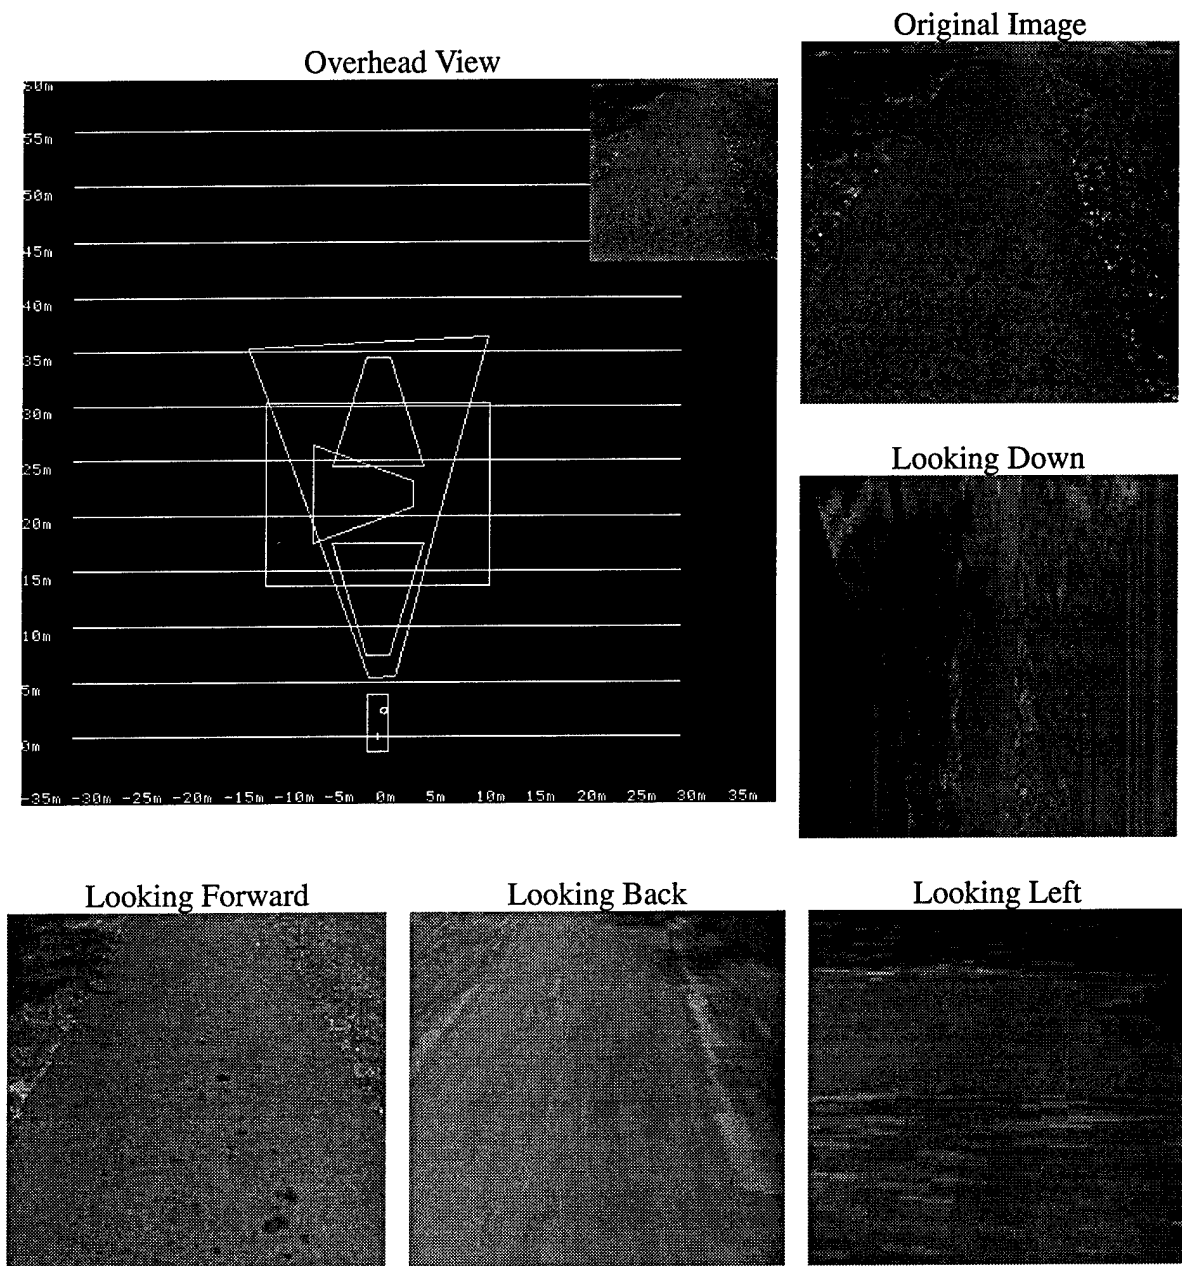 Original Image
Overhead View
60m
55m
50m
45m
40m
35m
30m
25m
20m
15m
10m
5m
0m
-35m -30m -25m -20m -15m -10m -5m 0m 5m 10m 15m 20m 25m 30m 35m
Looking Down
Looking Forward
Looking Back
Looking Left